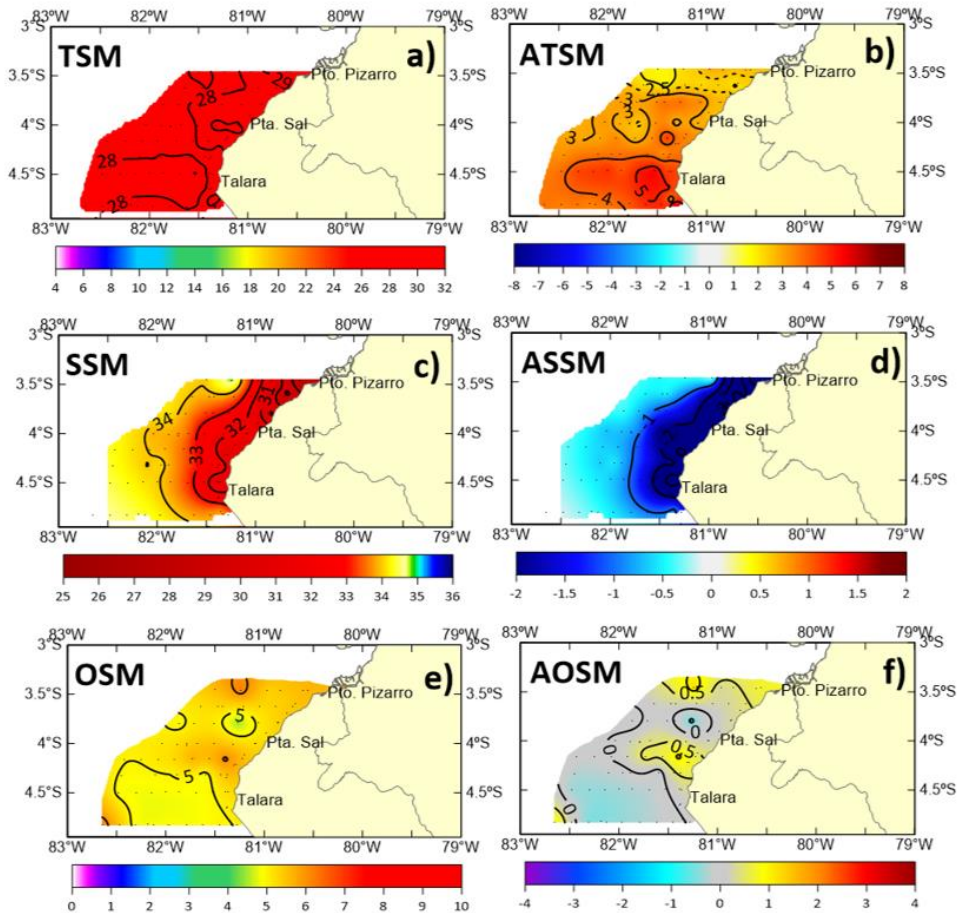 83ºW 82ºW 81ºW 80ºW 79ºW
3ºS
3.5ºS
4ºS
4.5ºS
TSM a)
Pto. Pizarro
Pta. Sal
Talara
29
28
28
28
3ºS
3.5ºS
4ºS
4.5ºS
83ºW 82ºW 81ºW 80ºW 79ºW
4 6 8 10 12 14 16 18 20 22 24 26 28 30 32
83ºW 82ºW 81ºW 80ºW 79ºW
3ºS
3.5ºS
4ºS
4.5ºS
ATSM b)
Pto. Pizarro
Pta. Sal
Talara
2.5
3
3
3
5
4
3ºS
3.5ºS
4ºS
4.5ºS
83ºW 82ºW 81ºW 80ºW 79ºW
-8 -7 -6 -5 -4 -3 -2 -1 0 1 2 3 4 5 6 7 8
83ºW 82ºW 81ºW 80ºW 79ºW
3ºS
3.5ºS
4ºS
4.5ºS
SSM c)
Pto. Pizarro
Pta. Sal
Talara
31
34
32
33
3ºS
3.5ºS
4ºS
4.5ºS
83ºW 82ºW 81ºW 80ºW 79ºW
25 26 27 28 29 30 31 32 33 34 35 36
83ºW 82ºW 81ºW 80ºW 79ºW
3ºS
3.5ºS
4ºS
4.5ºS
ASSM d)
Pto. Pizarro
Pta. Sal
Talara
-1
3ºS
3.5ºS
4ºS
4.5ºS
83ºW 82ºW 81ºW 80ºW 79ºW
-2 -1.5 -1 -0.5 0 0.5 1 1.5 2
83ºW 82ºW 81ºW 80ºW 79ºW
3ºS
3.5ºS
4ºS
4.5ºS
OSM e)
Pto. Pizarro
Pta. Sal
Talara
5
5
3ºS
3.5ºS
4ºS
4.5ºS
83ºW 82ºW 81ºW 80ºW 79ºW
0 1 2 3 4 5 6 7 8 9 10
83ºW 82ºW 81ºW 80ºW 79ºW
3ºS
3.5ºS
4ºS
4.5ºS
AOSM f)
Pto. Pizarro
Pta. Sal
Talara
0.5
0
0
0.5
0
3ºS
3.5ºS
4ºS
4.5ºS
83ºW 82ºW 81ºW 80ºW 79ºW
-4 -3 -2 -1 0 1 2 3 4